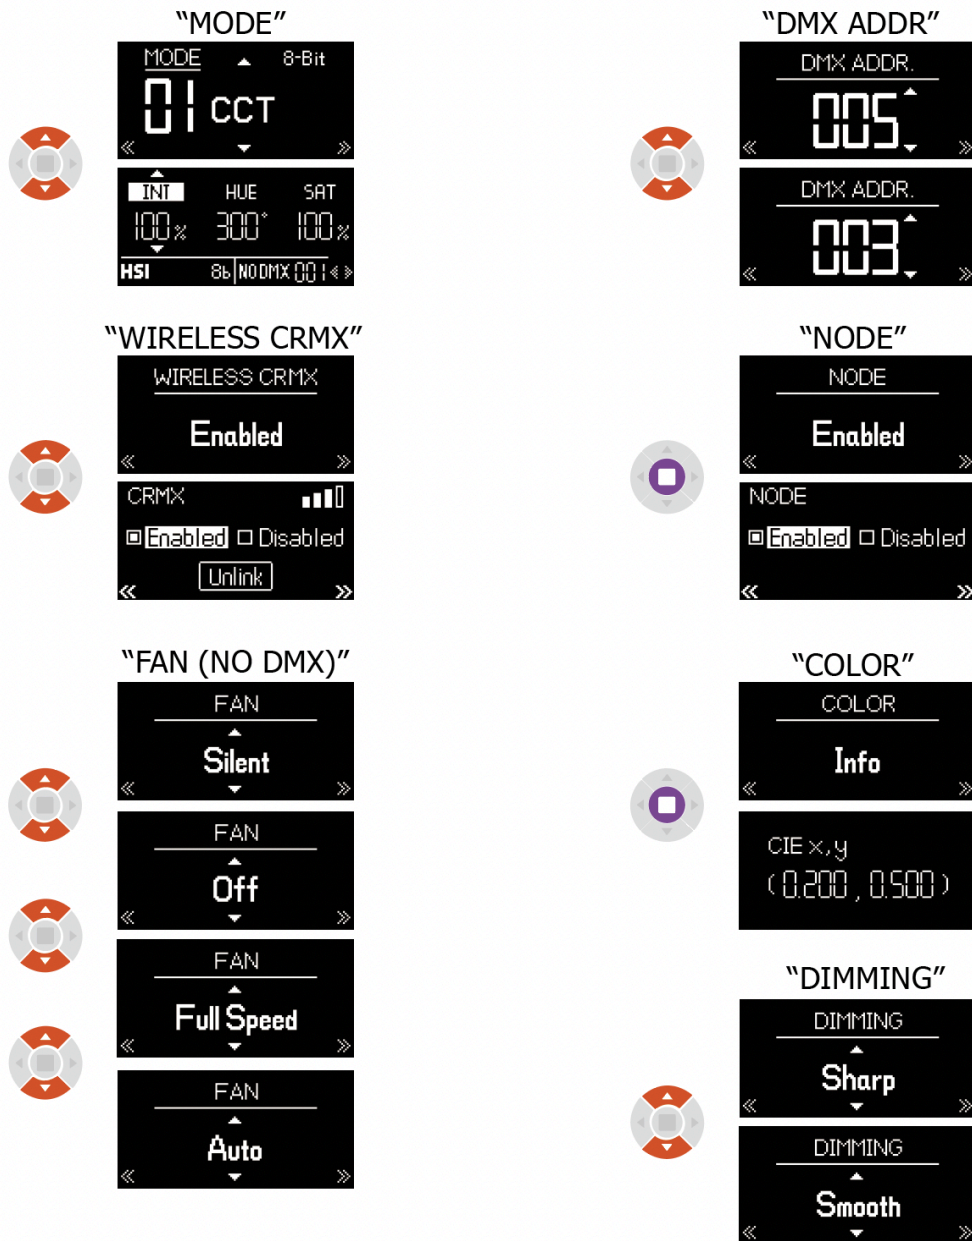 “MODE”
MODE 8-Bit
01 CCT
INT HUE SAT
100% 300° 100%
HSI 8b NO DMX 001
“DMX ADDR”
DMX ADDR.
005
DMX ADDR.
003
“WIRELESS CRMX”
WIRELESS CRMX
Enabled
CRMX
Enabled Disabled
Unlink
“NODE”
NODE
Enabled
NODE
Enabled Disabled
“FAN (NO DMX)”
FAN
Silent
FAN
Off
FAN
Full Speed
FAN
Auto
“COLOR”
COLOR
Info
CIE x,y
(0.200 , 0.500)
“DIMMING”
DIMMING
Sharp
DIMMING
Smooth